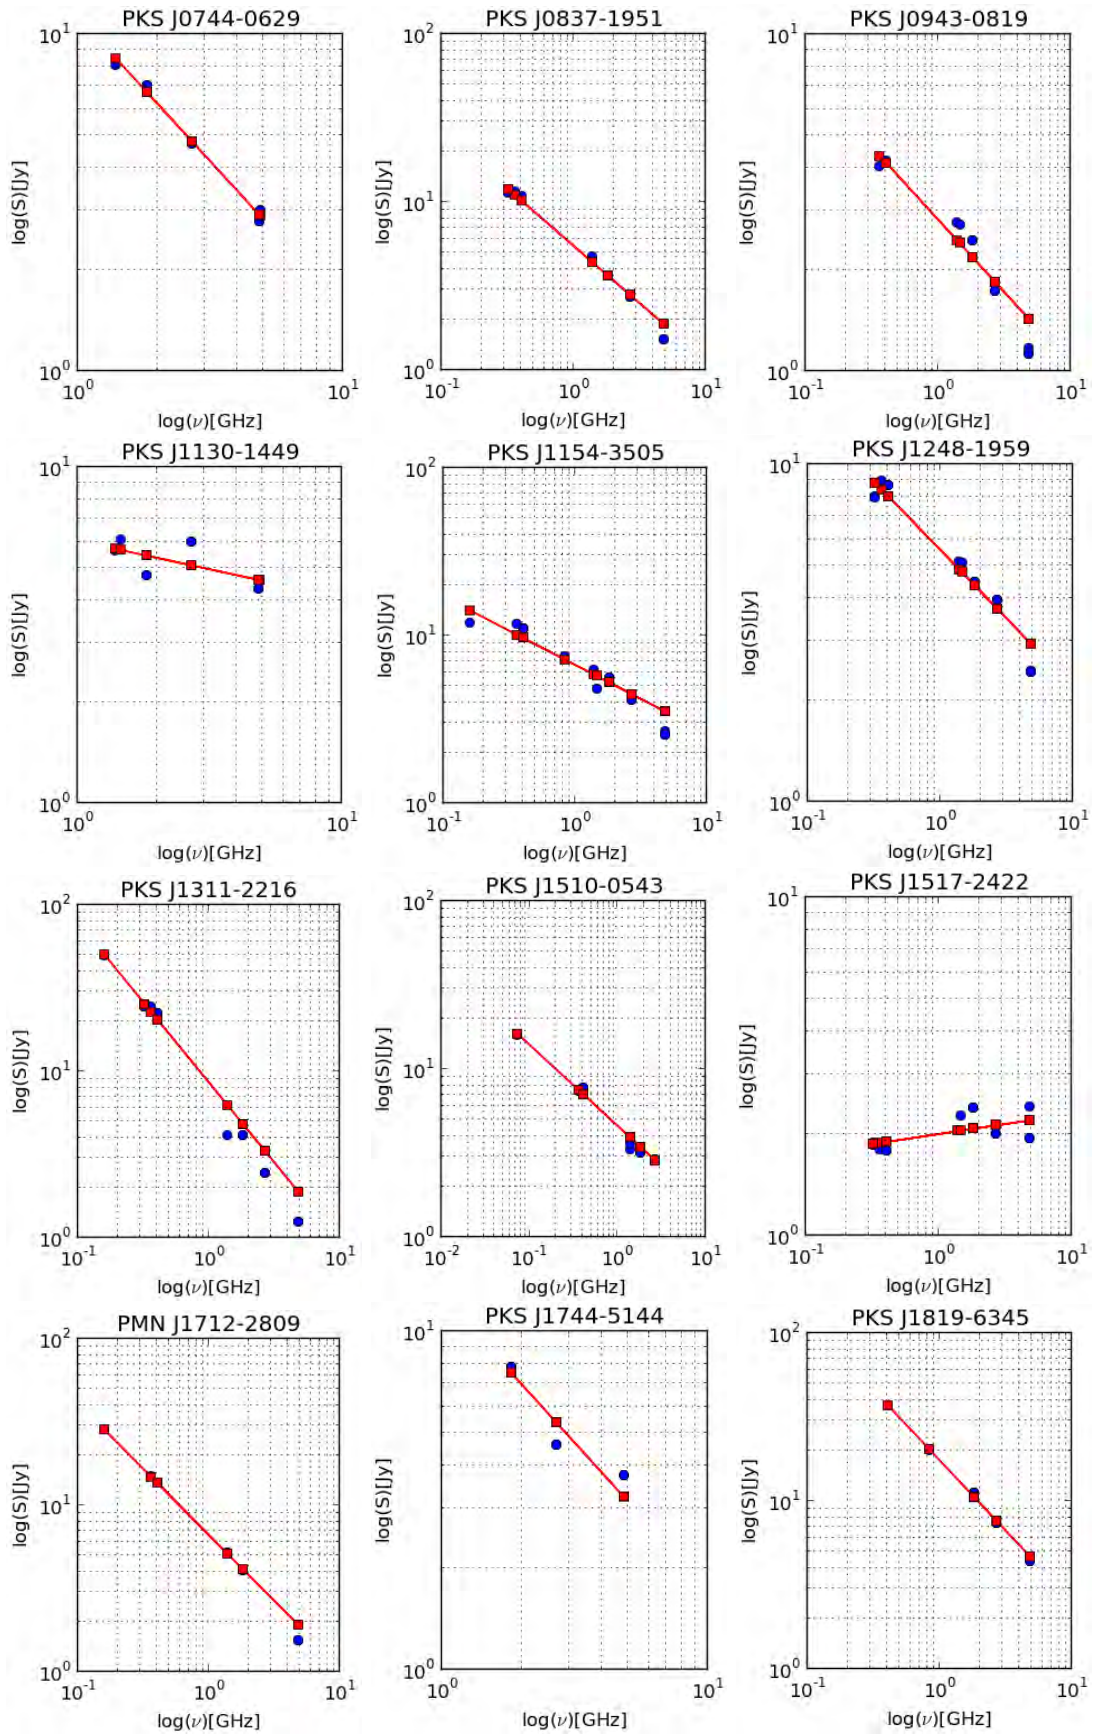 PKS J0744-0629 PKS J0837-1951 PKS J0943-0819
10^1 10^2 10^1
log(S)[Jy] log(S)[Jy] log(S)[Jy]
10^1
10^0 10^0 10^0
10^0 10^1 10^-1 10^0 10^1 10^-1 10^0 10^1
log(ν)[GHz] log(ν)[GHz] log(ν)[GHz]
PKS J1130-1449 PKS J1154-3505 PKS J1248-1959
10^1 10^2 10^1
log(S)[Jy] log(S)[Jy] log(S)[Jy]
10^1
10^0 10^0 10^0
10^0 10^1 10^-1 10^0 10^1 10^-1 10^0 10^1
log(ν)[GHz] log(ν)[GHz] log(ν)[GHz]
PKS J1311-2216 PKS J1510-0543 PKS J1517-2422
10^2 10^2 10^1
log(S)[Jy] log(S)[Jy] log(S)[Jy]
10^1 10^1
10^0 10^0 10^0
10^-1 10^0 10^1 10^-2 10^-1 10^0 10^1 10^-1 10^0 10^1
log(ν)[GHz] log(ν)[GHz] log(ν)[GHz]
PMN J1712-2809 PKS J1744-5144 PKS J1819-6345
10^2 10^1 10^2
log(S)[Jy] log(S)[Jy] log(S)[Jy]
10^1 10^1
10^0 10^0 10^0
10^-1 10^0 10^1 10^0 10^1 10^-1 10^0 10^1
log(ν)[GHz] log(ν)[GHz] log(ν)[GHz]